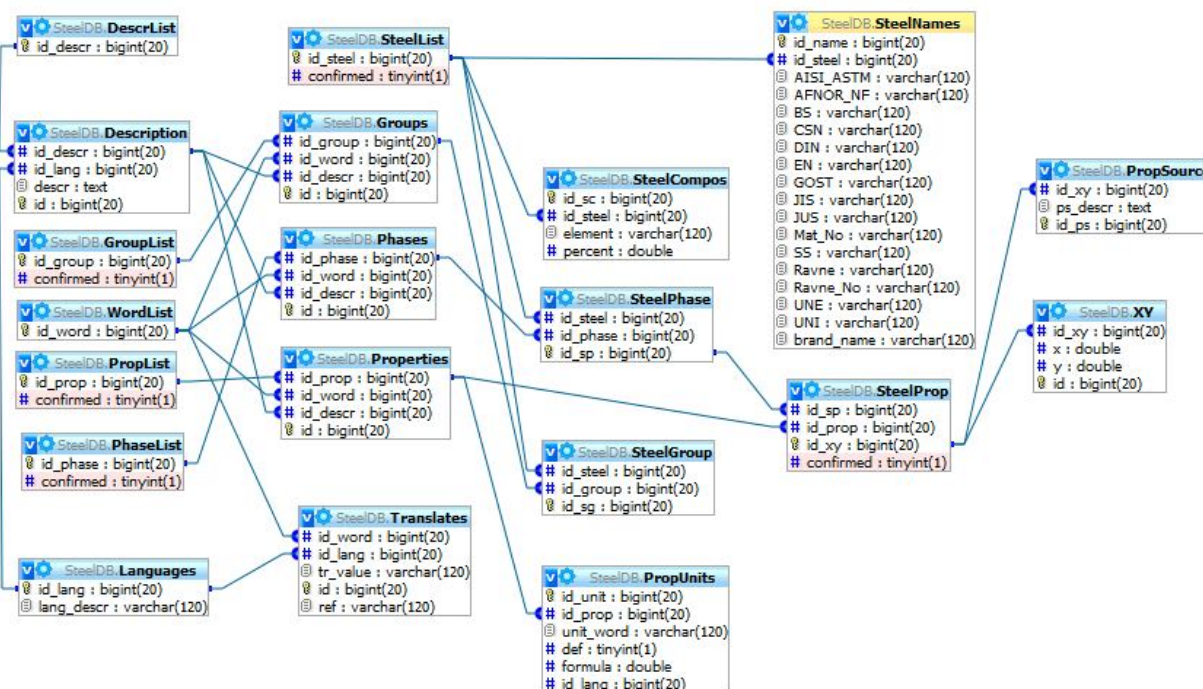 SteelDB.DescrList
id_descr : bigint(20)
SteelDB.Description
# id_descr : bigint(20)
# id_lang : bigint(20)
descr : text
id : bigint(20)
SteelDB.GroupList
id_group : bigint(20)
# confirmed : tinyint(1)
SteelDB.WordList
id_word : bigint(20)
SteelDB.PropList
id_prop : bigint(20)
# confirmed : tinyint(1)
SteelDB.PhaseList
id_phase : bigint(20)
# confirmed : tinyint(1)
SteelDB.Languages
id_lang : bigint(20)
lang_descr : varchar(120)
SteelDB.SteelList
id_steel : bigint(20)
# confirmed : tinyint(1)
SteelDB.Groups
# id_group : bigint(20)
# id_word : bigint(20)
# id_descr : bigint(20)
id : bigint(20)
SteelDB.Phases
# id_phase : bigint(20)
# id_word : bigint(20)
# id_descr : bigint(20)
id : bigint(20)
SteelDB.Properties
# id_prop : bigint(20)
# id_word : bigint(20)
# id_descr : bigint(20)
id : bigint(20)
SteelDB.Translates
# id_word : bigint(20)
# id_lang : bigint(20)
tr_value : varchar(120)
id : bigint(20)
ref : varchar(120)
SteelDB.SteelCompos
id_sc : bigint(20)
# id_steel : bigint(20)
element : varchar(120)
# percent : double
SteelDB.SteelPhase
# id_steel : bigint(20)
# id_phase : bigint(20)
id_sp : bigint(20)
SteelDB.SteelGroup
# id_steel : bigint(20)
# id_group : bigint(20)
id_sg : bigint(20)
SteelDB.PropUnits
id_unit : bigint(20)
# id_prop : bigint(20)
unit_word : varchar(120)
# def : tinyint(1)
# formula : double
# id_lang : bigint(20)
SteelDB.SteelNames
id_name : bigint(20)
# id_steel : bigint(20)
AISI_ASTM : varchar(120)
AFNOR_NF : varchar(120)
BS : varchar(120)
CSN : varchar(120)
DIN : varchar(120)
EN : varchar(120)
GOST : varchar(120)
JIS : varchar(120)
JUS : varchar(120)
Mat_No : varchar(120)
SS : varchar(120)
Ravne : varchar(120)
Ravne_No : varchar(120)
UNE : varchar(120)
UNI : varchar(120)
brand_name : varchar(120)
SteelDB.SteelProp
# id_sp : bigint(20)
# id_prop : bigint(20)
id_xy : bigint(20)
# confirmed : tinyint(1)
SteelDB.PropSource
# id_xy : bigint(20)
ps_descr : text
id_ps : bigint(20)
SteelDB.XY
# id_xy : bigint(20)
# x : double
# y : double
id : bigint(20)